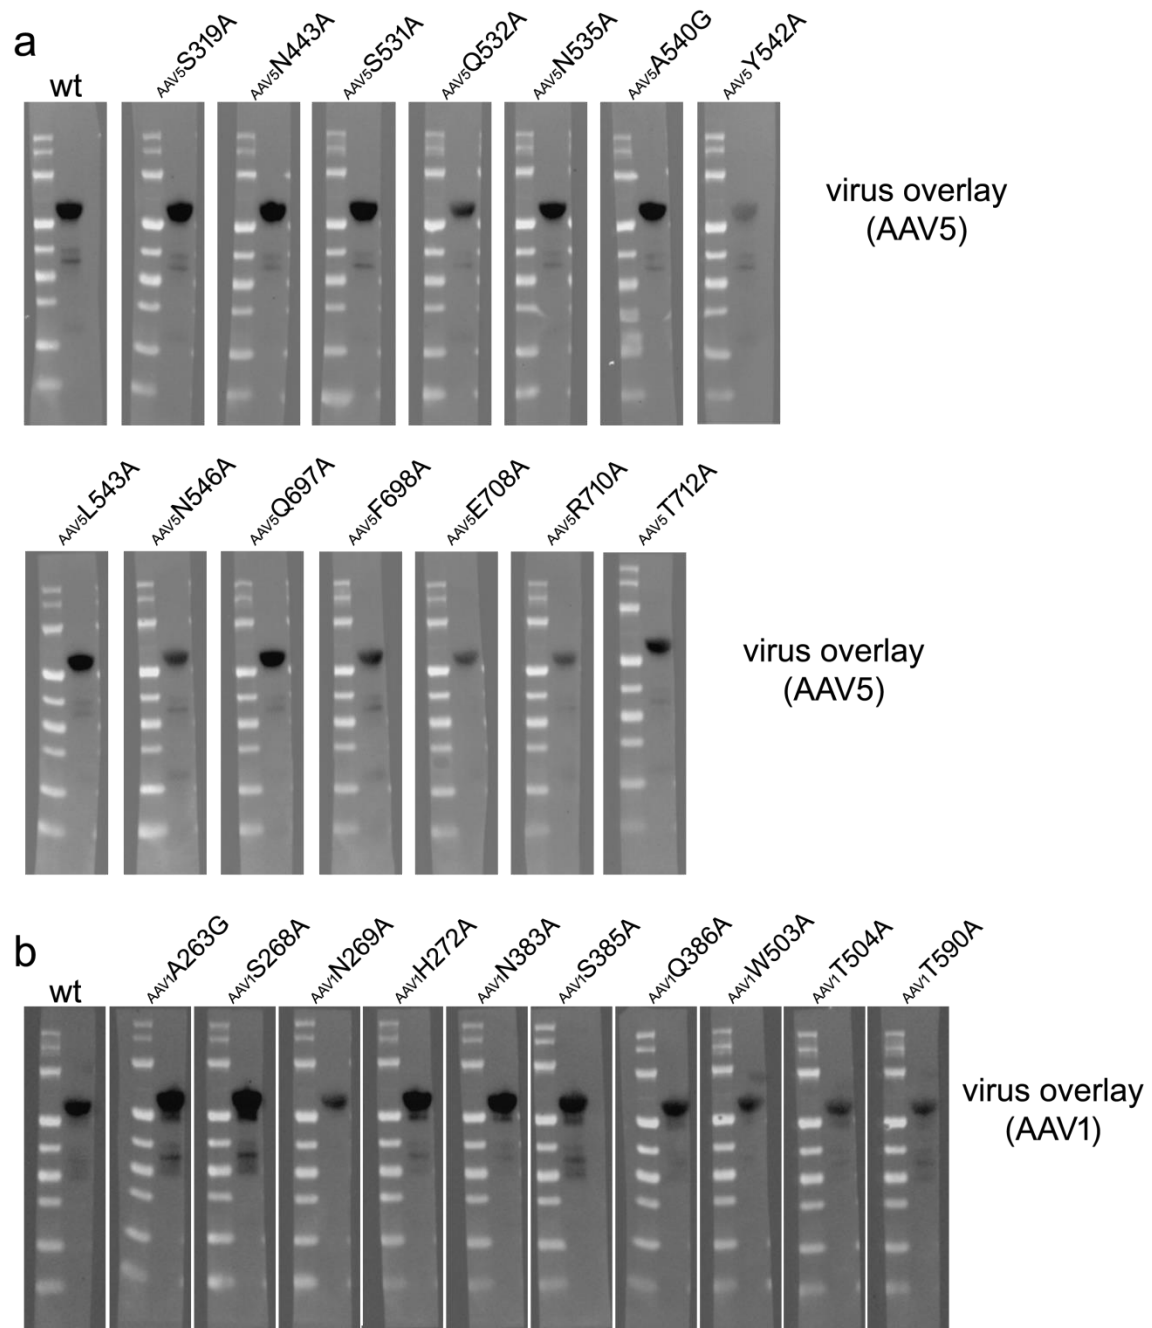 a
wt
AAV5S319A
AAV5N443A
AAV5S531A
AAV5Q532A
AAV5N535A
AAV5A540G
AAV5Y542A
virus overlay
(AAV5)
AAV5L543A
AAV5N546A
AAV5Q697A
AAV5F698A
AAV5E708A
AAV5R710A
AAV5T712A
virus overlay
(AAV5)
b
wt
AAV1A263G
AAV1S268A
AAV1N269A
AAV1H272A
AAV1N383A
AAV1S385A
AAV1Q386A
AAV1W503A
AAV1T504A
AAV1T590A
virus overlay
(AAV1)